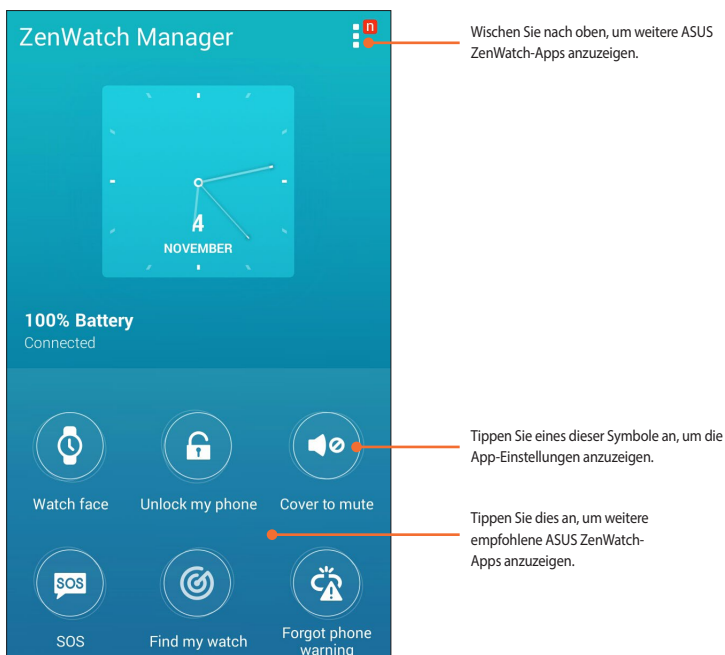 ZenWatch Manager
n
Wischen Sie nach oben, um weitere ASUS
ZenWatch-Apps anzuzeigen.
4
NOVEMBER
100% Battery
Connected
Tippen Sie eines dieser Symbole an, um die
App-Einstellungen anzuzeigen.
Watch face
Unlock my phone
Cover to mute
Tippen Sie dies an, um weitere
empfohlene ASUS ZenWatch-
Apps anzuzeigen.
SOS
SOS
Find my watch
Forgot phone
warning